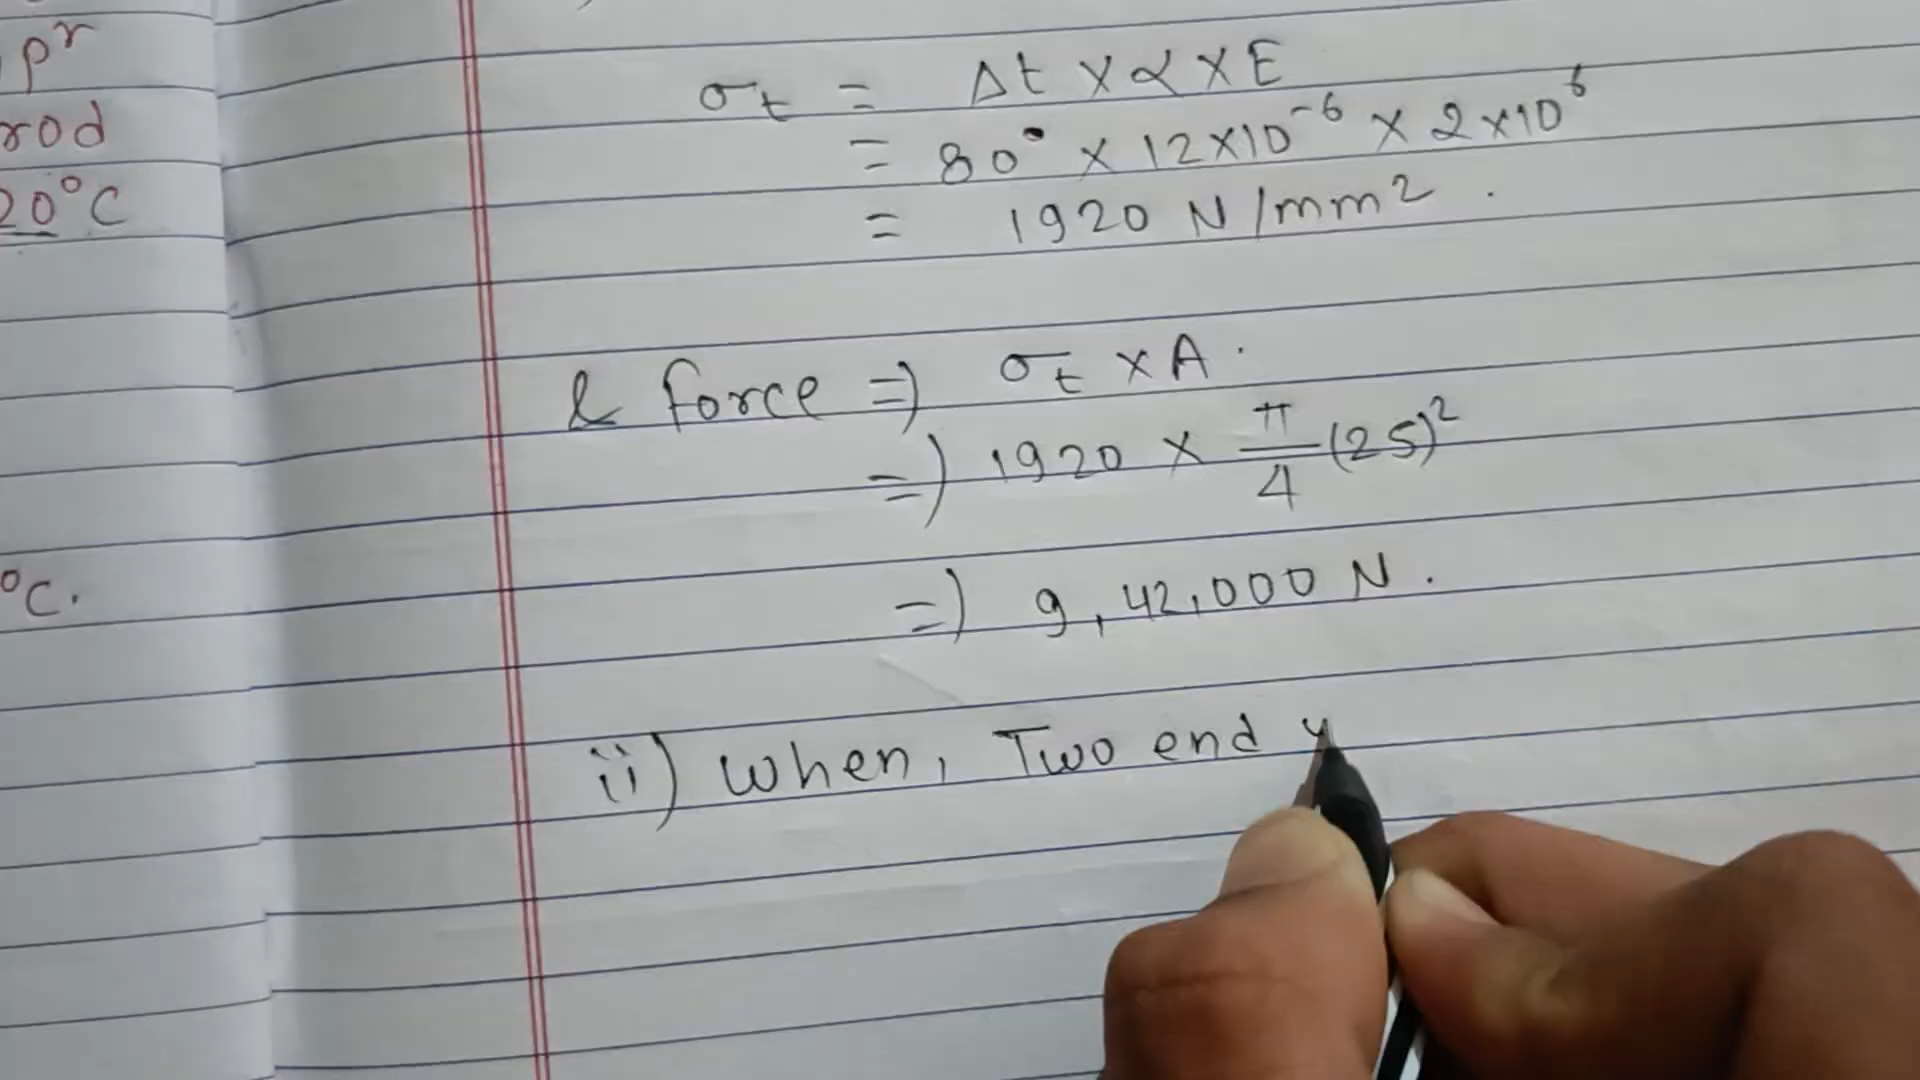 pr
rod
20°C
°C.
σt = Δt × α × E
= 80° × 12×10⁻⁶ × 2×10⁶
= 1920 N/mm2 .
& force => σt × A .
=> 1920 × π/4 (25)²
=> 9,42,000 N .
ii) when, Two end y